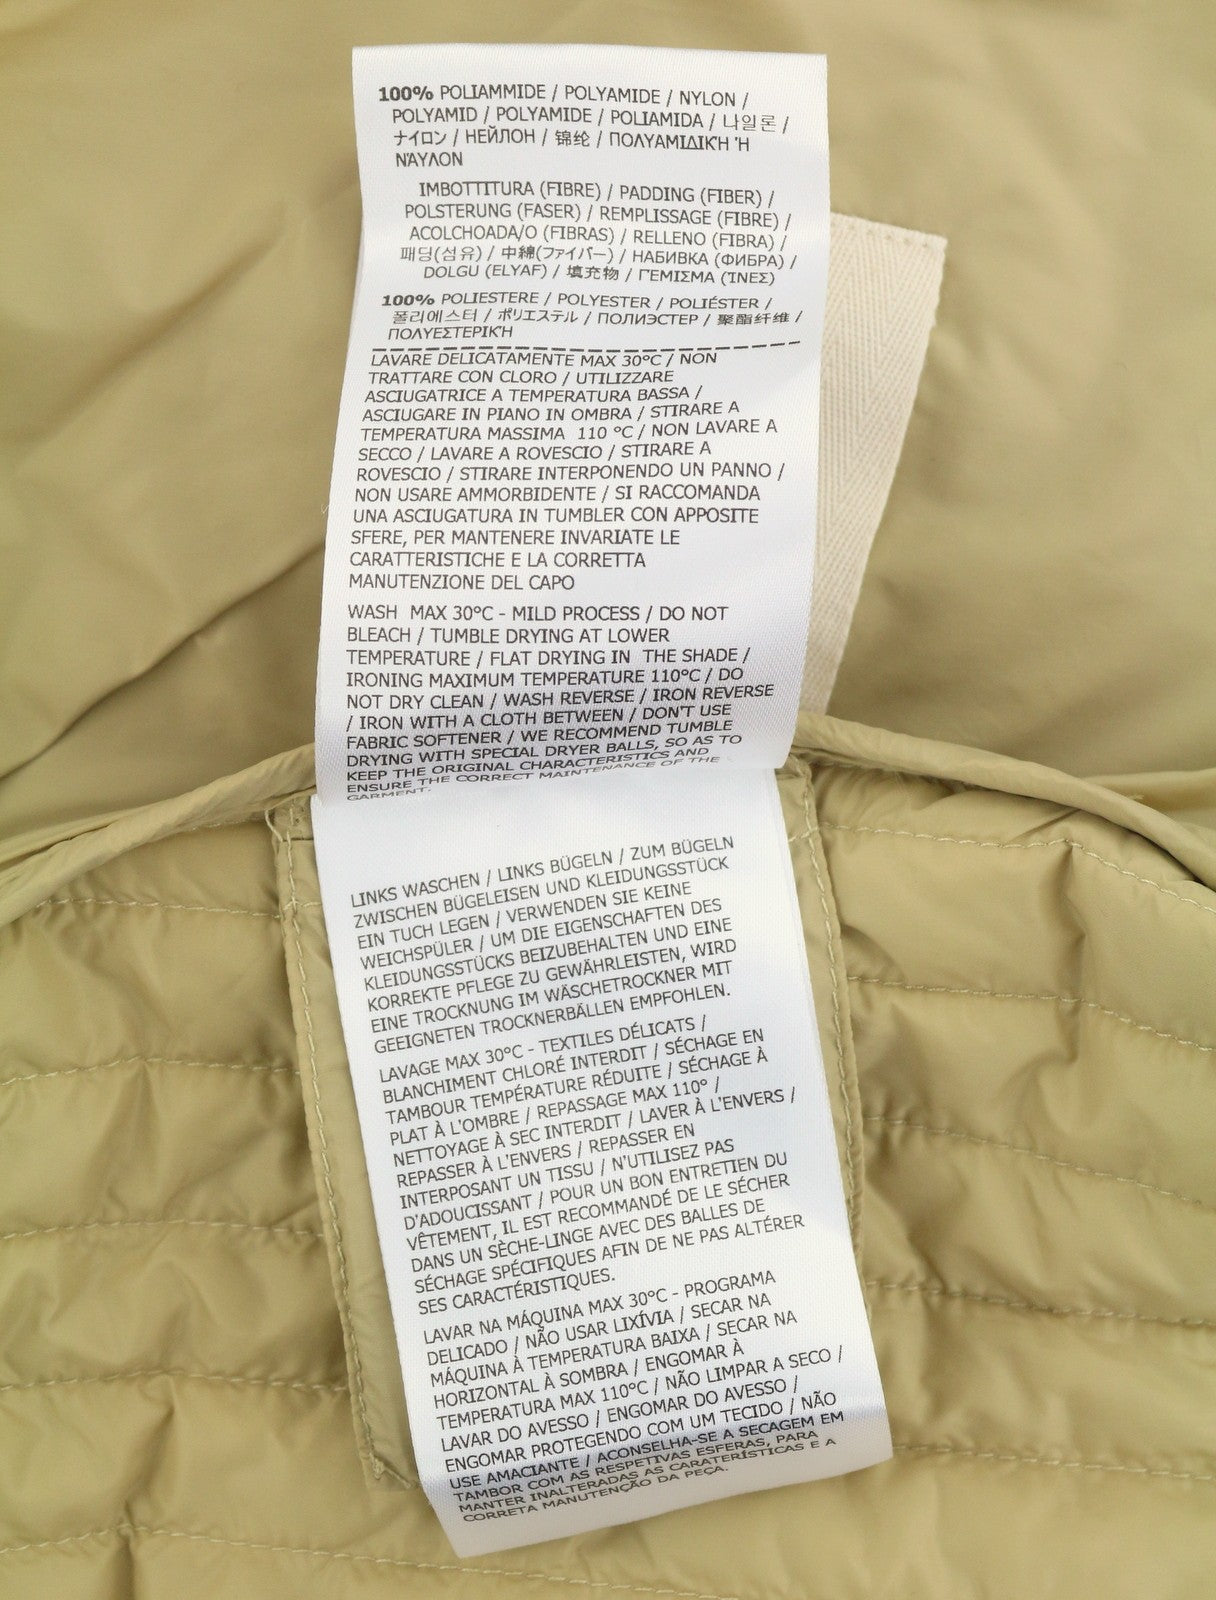 100% POLIAMMIDE / POLYAMIDE / NYLON /
POLYAMID / POLYAMIDE / POLIAMIDA / 나일론 /
ナイロン / НЕЙЛОН / 锦纶 / ΠΟΛΥΑΜΙΔΙΚΉ Ή
ΝΆΥΛΟΝ
IMBOTTITURA (FIBRE) / PADDING (FIBER) /
POLSTERUNG (FASER) / REMPLISSAGE (FIBRE) /
ACOLCHOADA/O (FIBRAS) / RELLENO (FIBRA) /
패딩(섬유) / 中綿(ファイバー) / НАБИВКА (ФИБРА) /
DOLGU (ELYAF) / 填充物 / ΓΈΜΙΣΜΑ (ΊΝΕΣ)
100% POLIESTERE / POLYESTER / POLIÉSTER /
폴리에스터 / ポリエステル / ПОЛИЭСТЕР / 聚酯纤维 /
ΠΟΛΥΕΣΤΕΡΙΚΉ
LAVARE DELICATAMENTE MAX 30°C / NON
TRATTARE CON CLORO / UTILIZZARE
ASCIUGATRICE A TEMPERATURA BASSA /
ASCIUGARE IN PIANO IN OMBRA / STIRARE A
TEMPERATURA MASSIMA 110 °C / NON LAVARE A
SECCO / LAVARE A ROVESCIO / STIRARE A
ROVESCIO / STIRARE INTERPONENDO UN PANNO /
NON USARE AMMORBIDENTE / SI RACCOMANDA
UNA ASCIUGATURA IN TUMBLER CON APPOSITE
SFERE, PER MANTENERE INVARIATE LE
CARATTERISTICHE E LA CORRETTA
MANUTENZIONE DEL CAPO
WASH MAX 30°C - MILD PROCESS / DO NOT
BLEACH / TUMBLE DRYING AT LOWER
TEMPERATURE / FLAT DRYING IN THE SHADE /
IRONING MAXIMUM TEMPERATURE 110°C / DO
NOT DRY CLEAN / WASH REVERSE / IRON REVERSE
/ IRON WITH A CLOTH BETWEEN / DON'T USE
FABRIC SOFTENER / WE RECOMMEND TUMBLE
DRYING WITH SPECIAL DRYER BALLS, SO AS TO
KEEP THE ORIGINAL CHARACTERISTICS AND
ENSURE THE CORRECT MAINTENANCE OF THE
GARMENT.
LINKS WASCHEN / LINKS BÜGELN / ZUM BÜGELN
ZWISCHEN BÜGELEISEN UND KLEIDUNGSSTÜCK
EIN TUCH LEGEN / VERWENDEN SIE KEINE
WEICHSPÜLER / UM DIE EIGENSCHAFTEN DES
KLEIDUNGSSTÜCKS BEIZUBEHALTEN UND EINE
KORREKTE PFLEGE ZU GEWÄHRLEISTEN, WIRD
EINE TROCKNUNG IM WÄSCHETROCKNER MIT
GEEIGNETEN TROCKNERBÄLLEN EMPFOHLEN.
LAVAGE MAX 30°C - TEXTILES DÉLICATS /
BLANCHIMENT CHLORÉ INTERDIT / SÉCHAGE EN
TAMBOUR TEMPÉRATURE RÉDUITE / SÉCHAGE À
PLAT À L'OMBRE / REPASSAGE MAX 110° /
NETTOYAGE À SEC INTERDIT / LAVER À L'ENVERS /
REPASSER À L'ENVERS / REPASSER EN
INTERPOSANT UN TISSU / N'UTILISEZ PAS
D'ADOUCISSANT / POUR UN BON ENTRETIEN DU
VÊTEMENT, IL EST RECOMMANDÉ DE LE SÉCHER
DANS UN SÈCHE-LINGE AVEC DES BALLES DE
SÉCHAGE SPÉCIFIQUES AFIN DE NE PAS ALTÉRER
SES CARACTÉRISTIQUES.
LAVAR NA MÁQUINA MAX 30°C - PROGRAMA
DELICADO / NÃO USAR LIXÍVIA / SECAR NA
MÁQUINA À TEMPERATURA BAIXA / SECAR NA
HORIZONTAL À SOMBRA / ENGOMAR À
TEMPERATURA MAX 110°C / NÃO LIMPAR A SECO /
LAVAR DO AVESSO / ENGOMAR DO AVESSO /
ENGOMAR PROTEGENDO COM UM TECIDO / NÃO
USE AMACIANTE / ACONSELHA-SE A SECAGEM EM
TAMBOR COM AS RESPETIVAS ESFERAS, PARA
MANTER INALTERADAS AS CARATERÍSTICAS E A
CORRETA MANUTENÇÃO DA PEÇA.